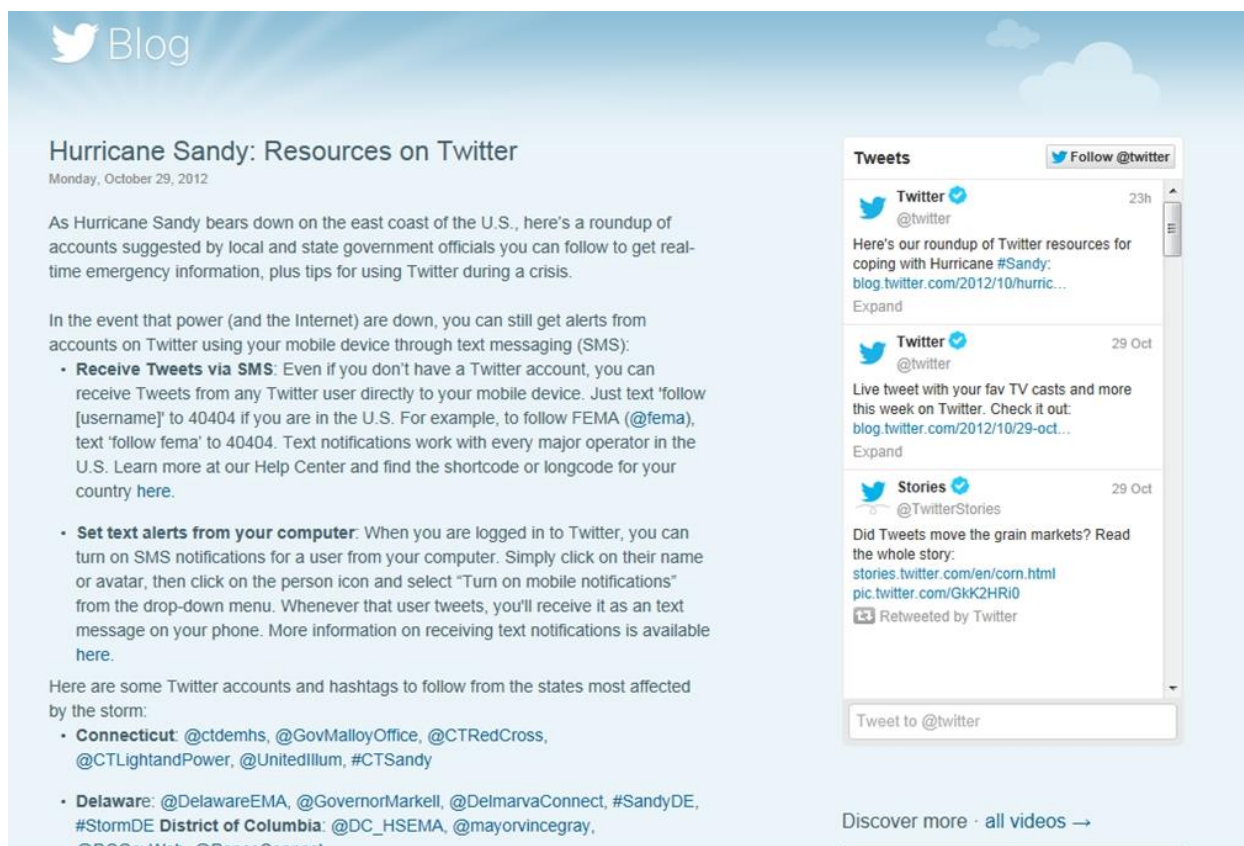 Blog
Hurricane Sandy: Resources on Twitter
Monday, October 29, 2012
As Hurricane Sandy bears down on the east coast of the U.S., here's a roundup of
accounts suggested by local and state government officials you can follow to get real-
time emergency information, plus tips for using Twitter during a crisis.
In the event that power (and the Internet) are down, you can still get alerts from
accounts on Twitter using your mobile device through text messaging (SMS):
• Receive Tweets via SMS: Even if you don't have a Twitter account, you can
receive Tweets from any Twitter user directly to your mobile device. Just text 'follow
[username]' to 40404 if you are in the U.S. For example, to follow FEMA (@fema),
text 'follow fema' to 40404. Text notifications work with every major operator in the
U.S. Learn more at our Help Center and find the shortcode or longcode for your
country here.
• Set text alerts from your computer: When you are logged in to Twitter, you can
turn on SMS notifications for a user from your computer. Simply click on their name
or avatar, then click on the person icon and select “Turn on mobile notifications”
from the drop-down menu. Whenever that user tweets, you'll receive it as an text
message on your phone. More information on receiving text notifications is available
here.
Here are some Twitter accounts and hashtags to follow from the states most affected
by the storm:
• Connecticut: @ctdemhs, @GovMalloyOffice, @CTRedCross,
@CTLightandPower, @UnitedIllum, #CTSandy
• Delaware: @DelawareEMA, @GovernorMarkell, @DelmarvaConnect, #SandyDE,
#StormDE District of Columbia: @DC_HSEMA, @mayorvincegray,
Tweets
Follow @twitter
Twitter
23h
@twitter
Here's our roundup of Twitter resources for
coping with Hurricane #Sandy:
blog.twitter.com/2012/10/hurric...
Expand
Twitter
29 Oct
@twitter
Live tweet with your fav TV casts and more
this week on Twitter. Check it out:
blog.twitter.com/2012/10/29-oct...
Expand
Stories
29 Oct
@TwitterStories
Did Tweets move the grain markets? Read
the whole story:
stories.twitter.com/en/corn.html
pic.twitter.com/GkK2HRi0
Retweeted by Twitter
Tweet to @twitter
Discover more · all videos →